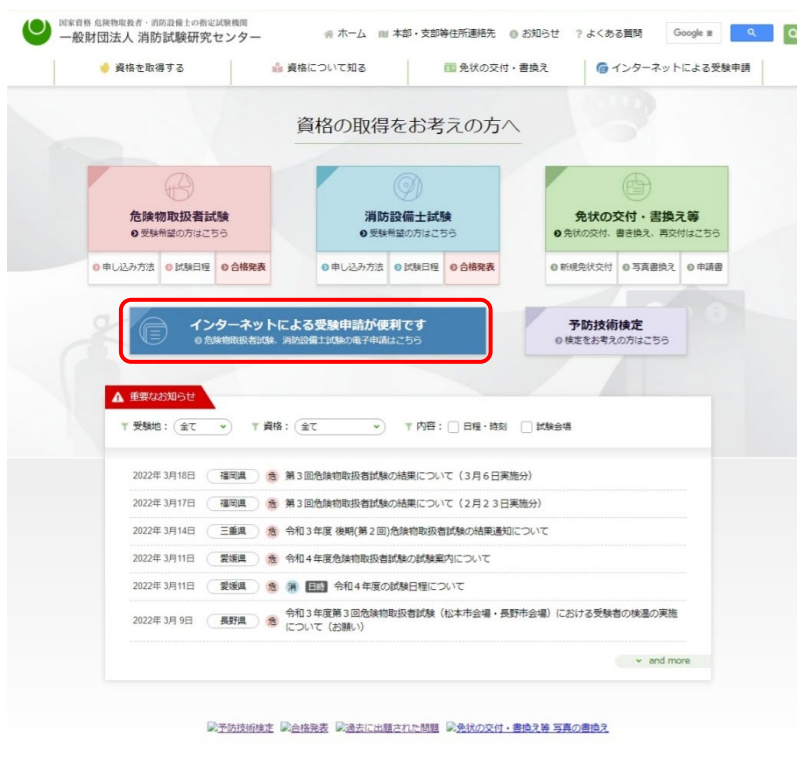 国家資格 危険物取扱者・消防設備士の指定試験機関
一般財団法人 消防試験研究センター
ホーム 本部・支部等住所連絡先 お知らせ ? よくある質問 Google
資格を取得する 資格について知る 免状の交付・書換え インターネットによる受験申請
資格の取得をお考えの方へ
危険物取扱者試験
受験希望の方はこちら
申し込み方法 試験日程 合格発表
消防設備士試験
受験希望の方はこちら
申し込み方法 試験日程 合格発表
免状の交付・書換え等
免状の交付、書き換え、再交付はこちら
新規免状交付 写真書換え 申請書
インターネットによる受験申請が便利です
危険物取扱者試験、消防設備士試験の電子申請はこちら
予防技術検定
検定をお考えの方はこちら
重要なお知らせ
受験地: 全て 資格: 全て 内容: 日程・時刻 試験会場
2022年 3月18日 福岡県 危 第3回危険物取扱者試験の結果について(3月6日実施分)
2022年 3月17日 福岡県 危 第3回危険物取扱者試験の結果について(2月23日実施分)
2022年 3月14日 三重県 危 令和3年度 後期(第2回)危険物取扱者試験の結果通知について
2022年 3月11日 愛媛県 危 令和4年度危険物取扱者試験の試験案内について
2022年 3月11日 愛媛県 危 消 日時 令和4年度の試験日程について
2022年 3月 9日 長野県 危 令和3年度第3回危険物取扱者試験(松本市会場・長野市会場)における受験者の検温の実施
について(お願い)
and more
予防技術検定 合格発表 過去に出題された問題 免状の交付・書換え等 写真の書換え